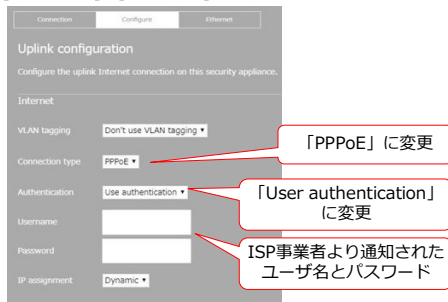 Connection Configure Ethernet
Uplink configuration
Configure the uplink Internet connection on this security appliance.
Internet
VLAN tagging Don't use VLAN tagging
Connection type PPPoE
「PPPoE」に変更
Authentication Use authentication
「User authentication」
に変更
Username
Password
ISP事業者より通知された
ユーザ名とパスワード
IP assignment Dynamic